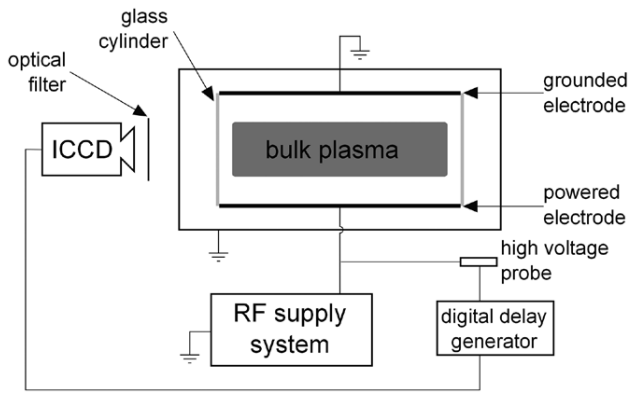 glass
cylinder
optical
filter
grounded
electrode
ICCD
bulk plasma
powered
electrode
high voltage
probe
RF supply
system
digital delay
generator